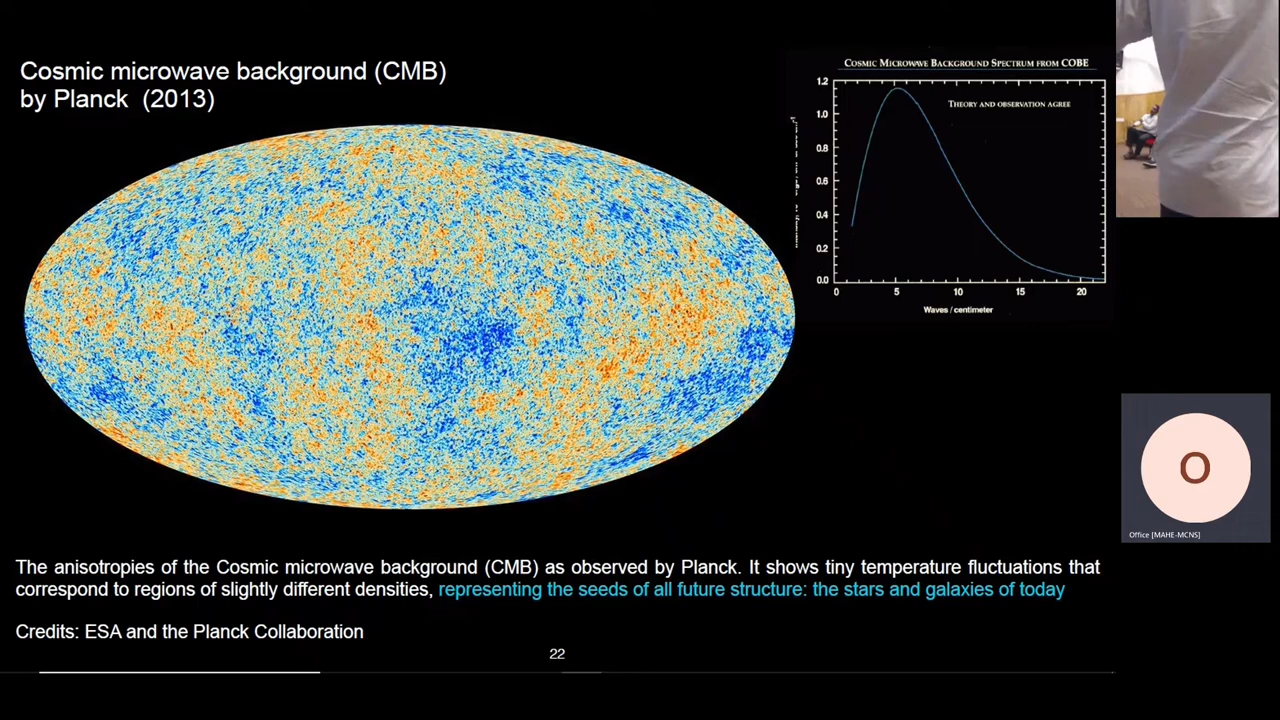 Cosmic microwave background (CMB)
by Planck (2013)
COSMIC MICROWAVE BACKGROUND SPECTRUM FROM COBE
THEORY AND OBSERVATION AGREE
1.2
1.0
0.8
0.6
0.4
0.2
0.0
0 5 10 15 20
Waves / centimeter
O
Office [MAHE-MCNS]
The anisotropies of the Cosmic microwave background (CMB) as observed by Planck. It shows tiny temperature fluctuations that
correspond to regions of slightly different densities, representing the seeds of all future structure: the stars and galaxies of today
Credits: ESA and the Planck Collaboration
22